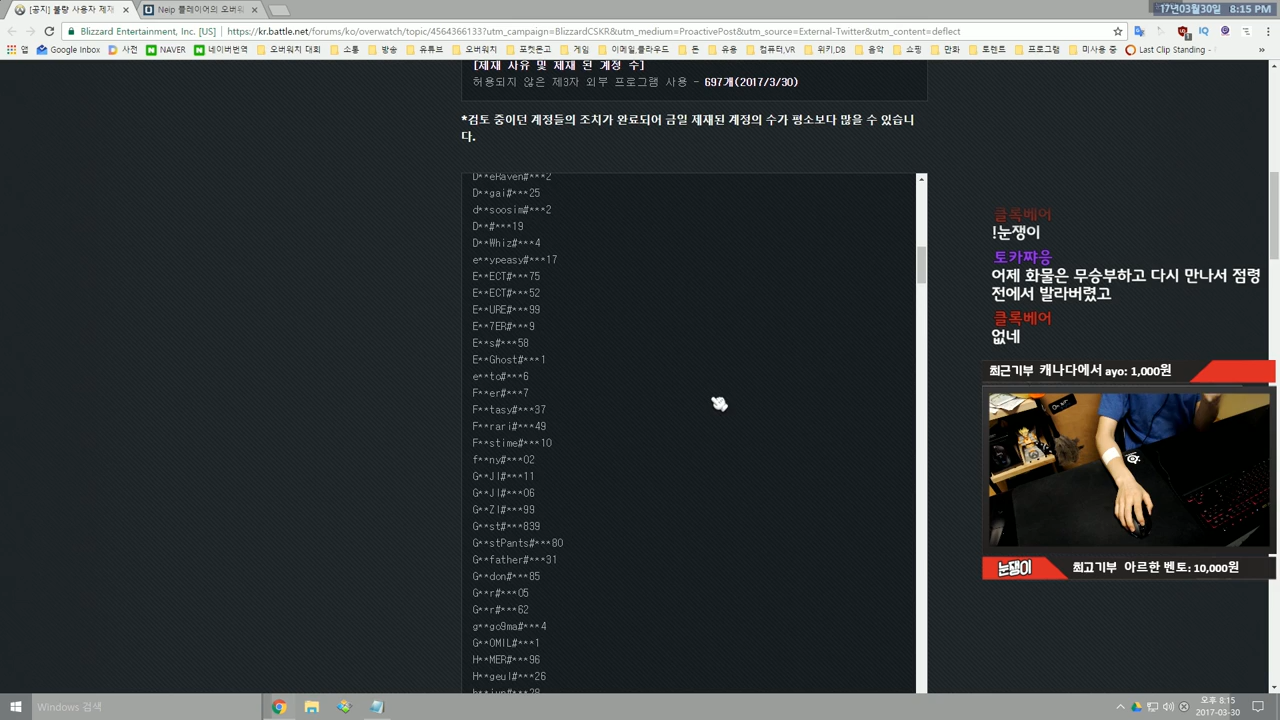 [공지] 불량 사용자 제재
Neip 플레이어의 오버워
17년03월30일 8:15 PM
Blizzard Entertainment, Inc. [US]
https://kr.battle.net/forums/ko/overwatch/topic/4564366133?utm_campaign=BlizzardCSKR&utm_medium=ProactivePost&utm_source=External-Twitter&utm_content=deflect
앱
Google Inbox
사전
NAVER
네이버번역
오버워치 대회
소통
방송
유튜브
오버워치
포켓몬고
게임
이메일,클라우드
돈
유용
컴퓨터,VR
키커,DL,만보
음악
쇼핑
만화
토렌트
프로그램
미사용 중
Last Clip Standing -
[제재 사유 및 제재 된 계정 수]
허용되지 않은 제3자 외부 프로그램 사용 - 697개(2017/3/30)
*검토 중이던 계정들의 조치가 완료되어 금일 제재된 계정의 수가 평소보다 많을 수 있습니
다.
D**eRaven#***2
D**gai#***25
d**soosim#***2
D**#***19
D**Whiz#***4
e**ypeasy#***17
E**ECT#***75
E**ECT#***52
E**URE#***99
E**7ER#***9
E**s#***58
E**Ghost#***1
e**to#***6
F**er#***7
F**tasy#***37
F**rari#***49
F**stime#***10
f**ny#***02
G**JI#***11
G**JI#***06
G**ZI#***99
G**st#***839
G**stPants#***80
G**father#***31
G**don#***85
G**r#***05
G**r#***62
g**go9ma#***4
G**OMIL#***1
H**MER#***96
H**geul#***26
h**jun#***28
클록베어
!눈쟁이
토카쨔응
어제 화물은 무승부하고 다시 만나서 점령
전에서 발라버렸고
클록베어
없네
최근기부 캐나다에서 ayo: 1,000원
눈쟁이
최고기부 아르한 벤토: 10,000원
Windows 검색
오후 8:15
2017-03-30